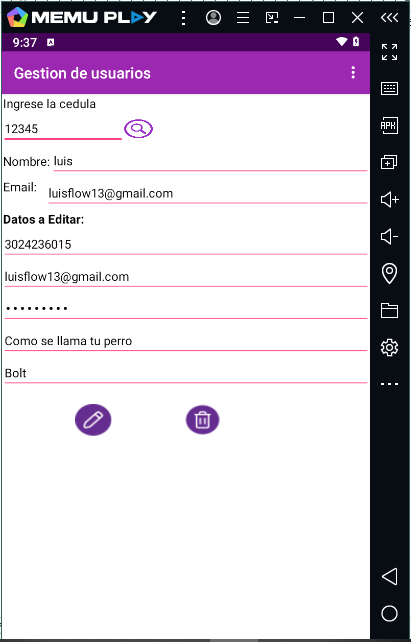 MEMU PLAY
9:37
Gestion de usuarios
Ingrese la cedula
12345
Nombre: luis
Email: luisflow13@gmail.com
Datos a Editar:
3024236015
luisflow13@gmail.com
•••••••••
Como se llama tu perro
Bolt
APK